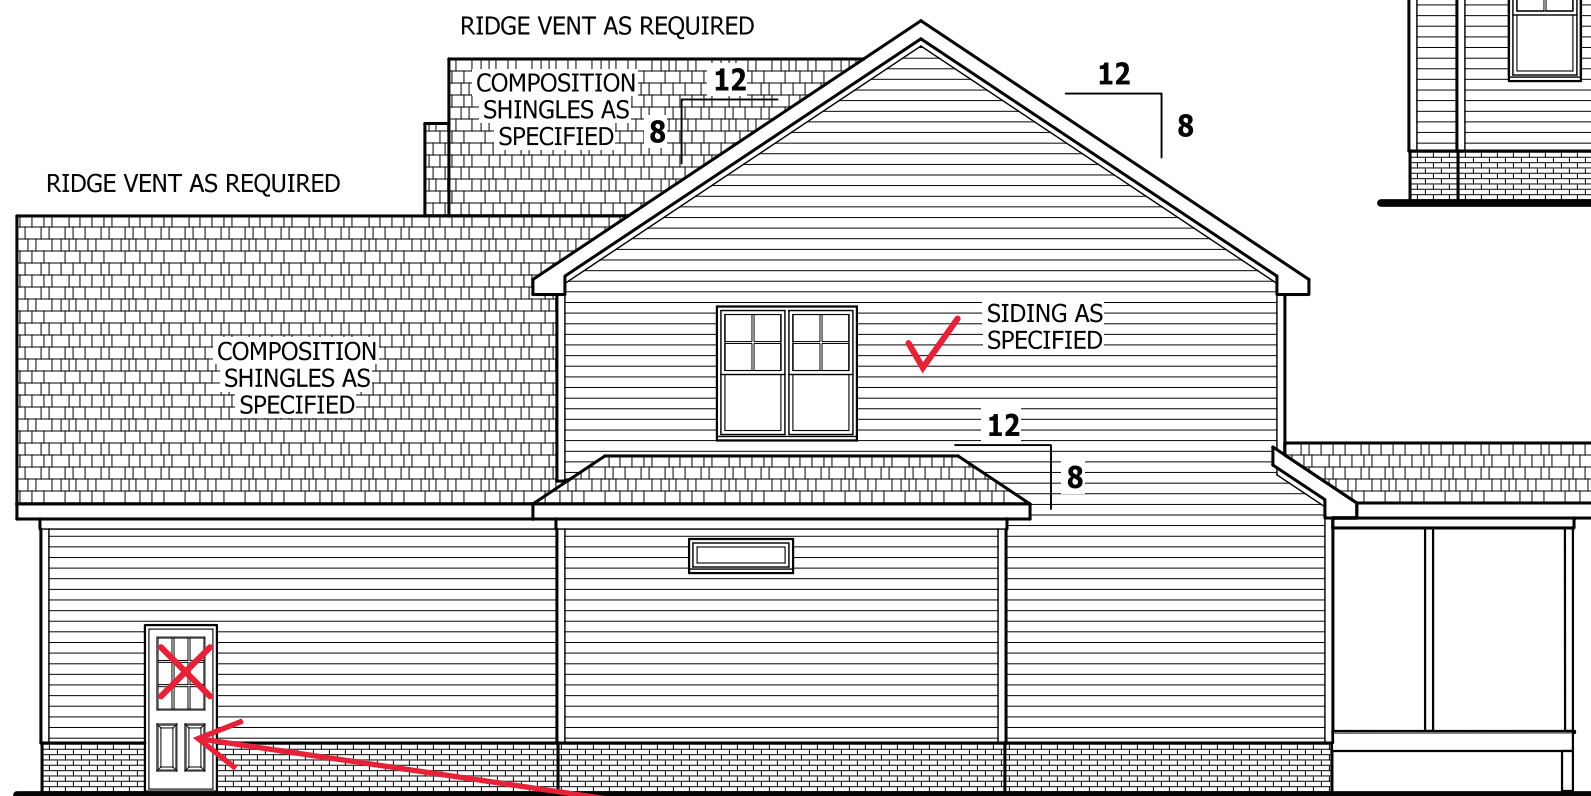 RIDGE VENT AS REQUIRED
COMPOSITION
SHINGLES AS
SPECIFIED
12
8
12
8
RIDGE VENT AS REQUIRED
COMPOSITION
SHINGLES AS
SPECIFIED
SIDING AS
SPECIFIED
12
8